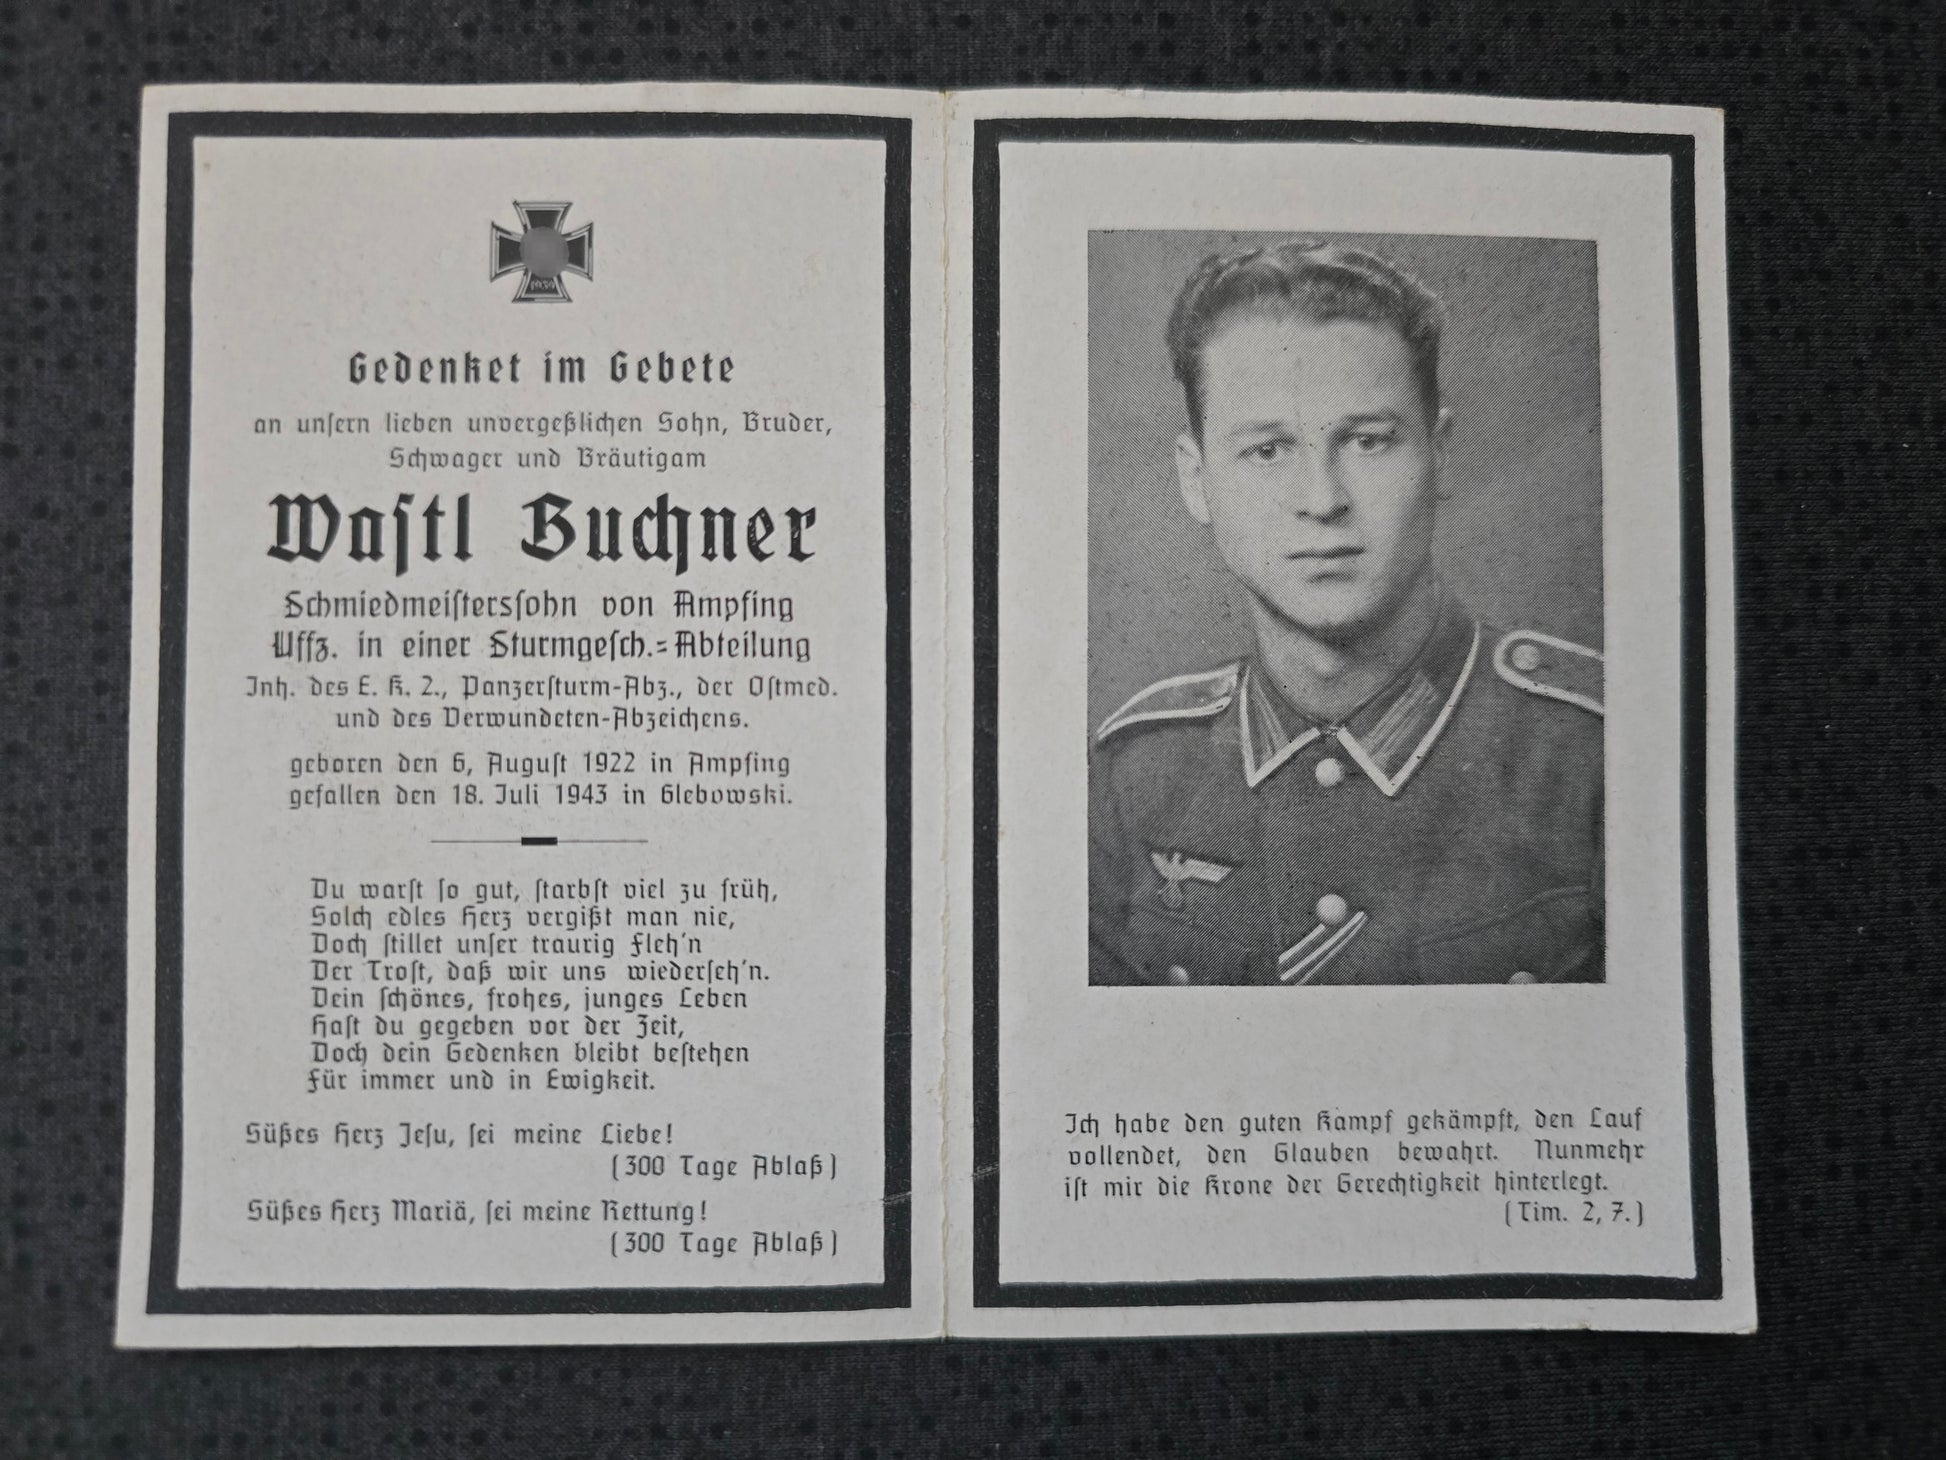 1939
Gedenket im Gebete
an unsern lieben unvergeßlichen Sohn, Bruder,
Schwager und Bräutigam
Wastl Buchner
Schmiedmeisterssohn von Ampfing
Uffz. in einer Sturmgesch.-Abteilung
Inh. des E. K. 2., Panzersturm-Abz., der Ostmed.
und des Verwundeten-Abzeichens.
geboren den 6, August 1922 in Ampfing
gefallen den 18. Juli 1943 in Glebowski.
Du warst so gut, starbst viel zu früh,
Solch edles Herz vergißt man nie,
Doch stillet unser traurig Fleh'n
Der Trost, daß wir uns wiederseh'n.
Dein schönes, frohes, junges Leben
Hast du gegeben vor der Zeit,
Doch dein Gedenken bleibt bestehen
Für immer und in Ewigkeit.
Süßes Herz Jesu, sei meine Liebe!
(300 Tage Ablaß)
Süßes Herz Mariä, sei meine Rettung!
(300 Tage Ablaß)
Ich habe den guten Kampf gekämpft, den Lauf
vollendet, den Glauben bewahrt. Nunmehr
ist mir die Krone der Gerechtigkeit hinterlegt.
(Tim. 2, 7.)